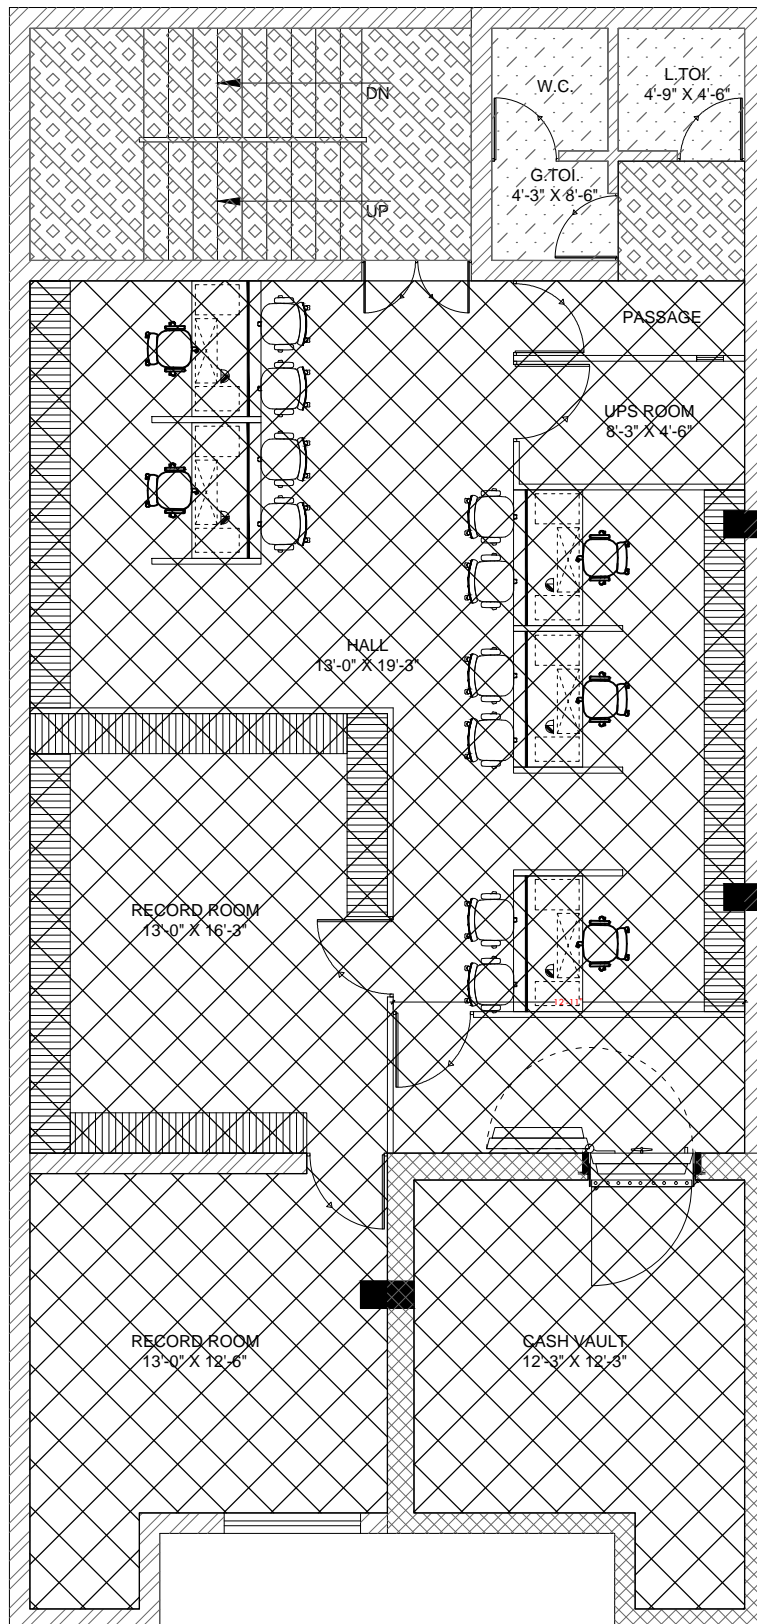 DN
W.C.
L.TOI.
4'-9" X 4'-6"
G.TOI.
4'-3" X 8'-6"
UP
PASSAGE
UPS ROOM
8'-3" X 4'-6"
HALL
13'-0" X 19'-3"
RECORD ROOM
13'-0" X 16'-3"
12'-11"
RECORD ROOM
13'-0" X 12'-6"
CASH VAULT
12'-3" X 12'-3"